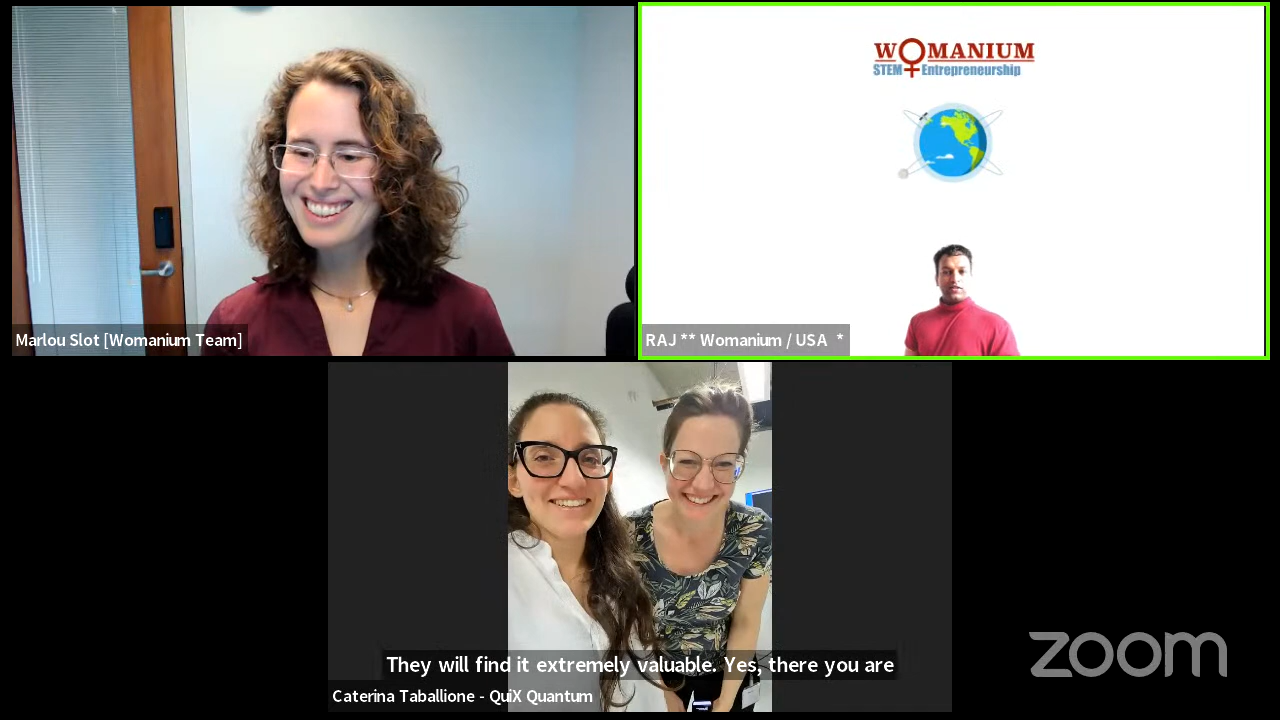 WOMANIUM
STEM Entrepreneurship
Marlou Slot [Womanium Team]
RAJ ** Womanium / USA *
They will find it extremely valuable. Yes, there you are
Caterina Taballione - QuiX Quantum
zoom